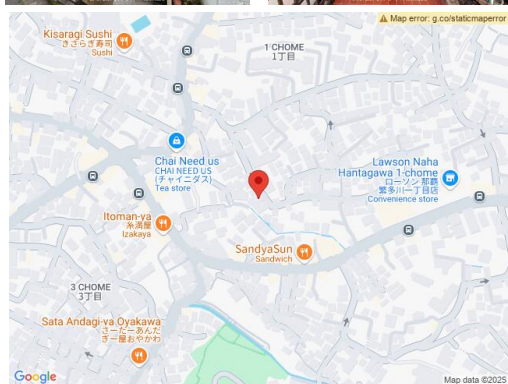 Map error: g.co/staticmaperror
Kisaragi Sushi
きさらぎ寿司
Sushi
1 CHOME
1丁目
Chai Need us
CHAI NEED US
(チャイニダス)
Tea store
Lawson Naha
Hantagawa 1-chome
ローソン 那覇
繁多川一丁目店
Convenience store
Itoman-ya
糸満屋
Izakaya
SandyaSun
Sandwich
3 CHOME
3丁目
Sata Andagi-ya Oyakawa
さーたーあんだ
ぎー屋おやかわ
Google
Map data ©2025